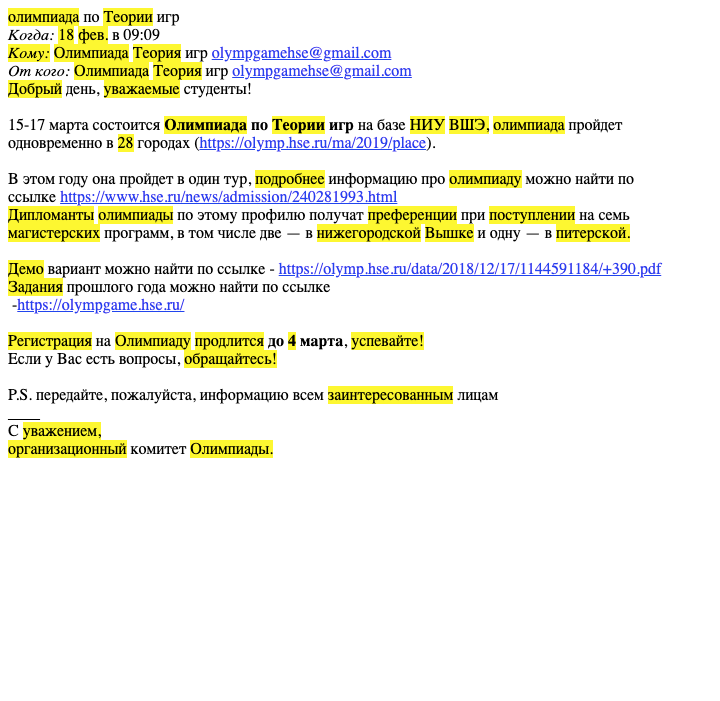 олимпиада по Теории игр
Когда: 18 фев. в 09:09
Кому: Олимпиада Теория игр olympgamehse@gmail.com
От кого: Олимпиада Теория игр olympgamehse@gmail.com
Добрый день, уважаемые студенты!
15-17 марта состоится Олимпиада по Теории игр на базе НИУ ВШЭ, олимпиада пройдет
одновременно в 28 городах (https://olymp.hse.ru/ma/2019/place).
В этом году она пройдет в один тур, подробнее информацию про олимпиаду можно найти по
ссылке https://www.hse.ru/news/admission/240281993.html
Дипломанты олимпиады по этому профилю получат преференции при поступлении на семь
магистерских программ, в том числе две — в нижегородской Вышке и одну — в питерской.
Демо вариант можно найти по ссылке - https://olymp.hse.ru/data/2018/12/17/1144591184/+390.pdf
Задания прошлого года можно найти по ссылке
-https://olympgame.hse.ru/
Регистрация на Олимпиаду продлится до 4 марта, успевайте!
Если у Вас есть вопросы, обращайтесь!
P.S. передайте, пожалуйста, информацию всем заинтересованным лицам
____
С уважением,
организационный комитет Олимпиады.